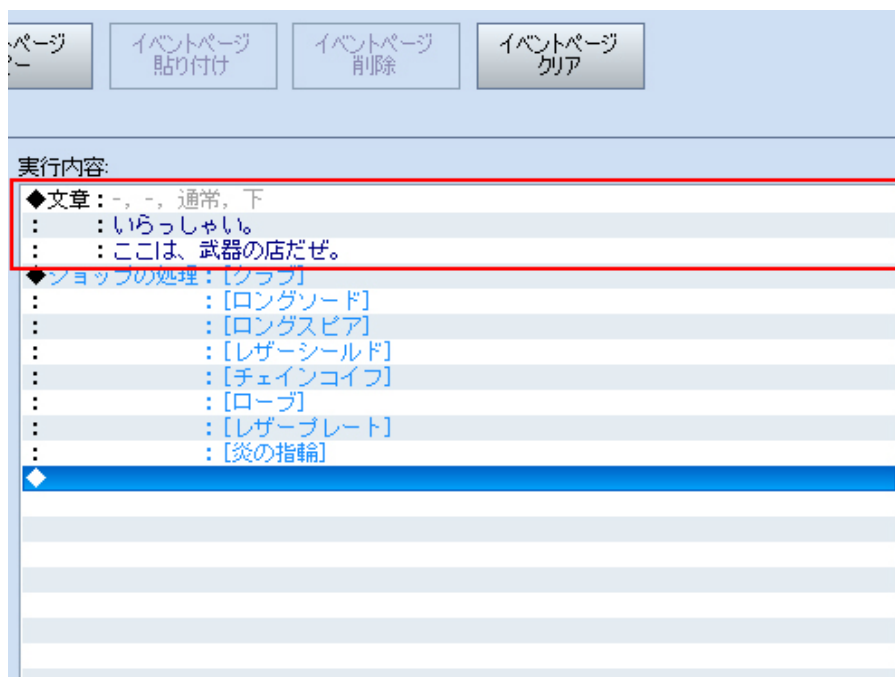 ページ
ピー
イベントページ
貼り付け
イベントページ
削除
イベントページ
クリア
実行内容:
◆文章：-, -, 通常, 下
：　　：いらっしゃい。
：　　：ここは、武器の店だぜ。
◆ショップの処理：[クラブ]
：　　　　　　　：[ロングソード]
：　　　　　　　：[ロングスピア]
：　　　　　　　：[レザーシールド]
：　　　　　　　：[チェインコイフ]
：　　　　　　　：[ローブ]
：　　　　　　　：[レザープレート]
：　　　　　　　：[炎の指輪]
◆